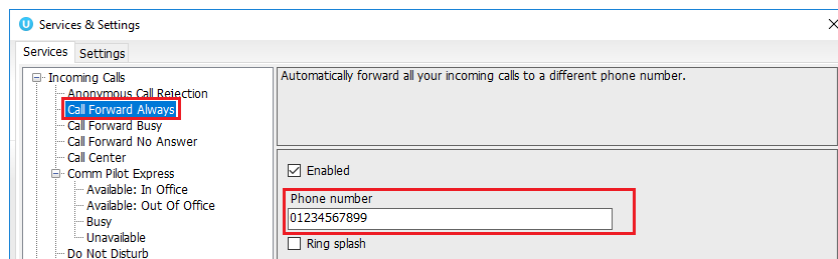 Services & Settings
Services Settings
Incoming Calls
Anonymous Call Rejection
Call Forward Always
Call Forward Busy
Call Forward No Answer
Call Center
Comm Pilot Express
Available: In Office
Available: Out Of Office
Busy
Unavailable
Do Not Disturb
Automatically forward all your incoming calls to a different phone number.
Enabled
Phone number
01234567899
Ring splash